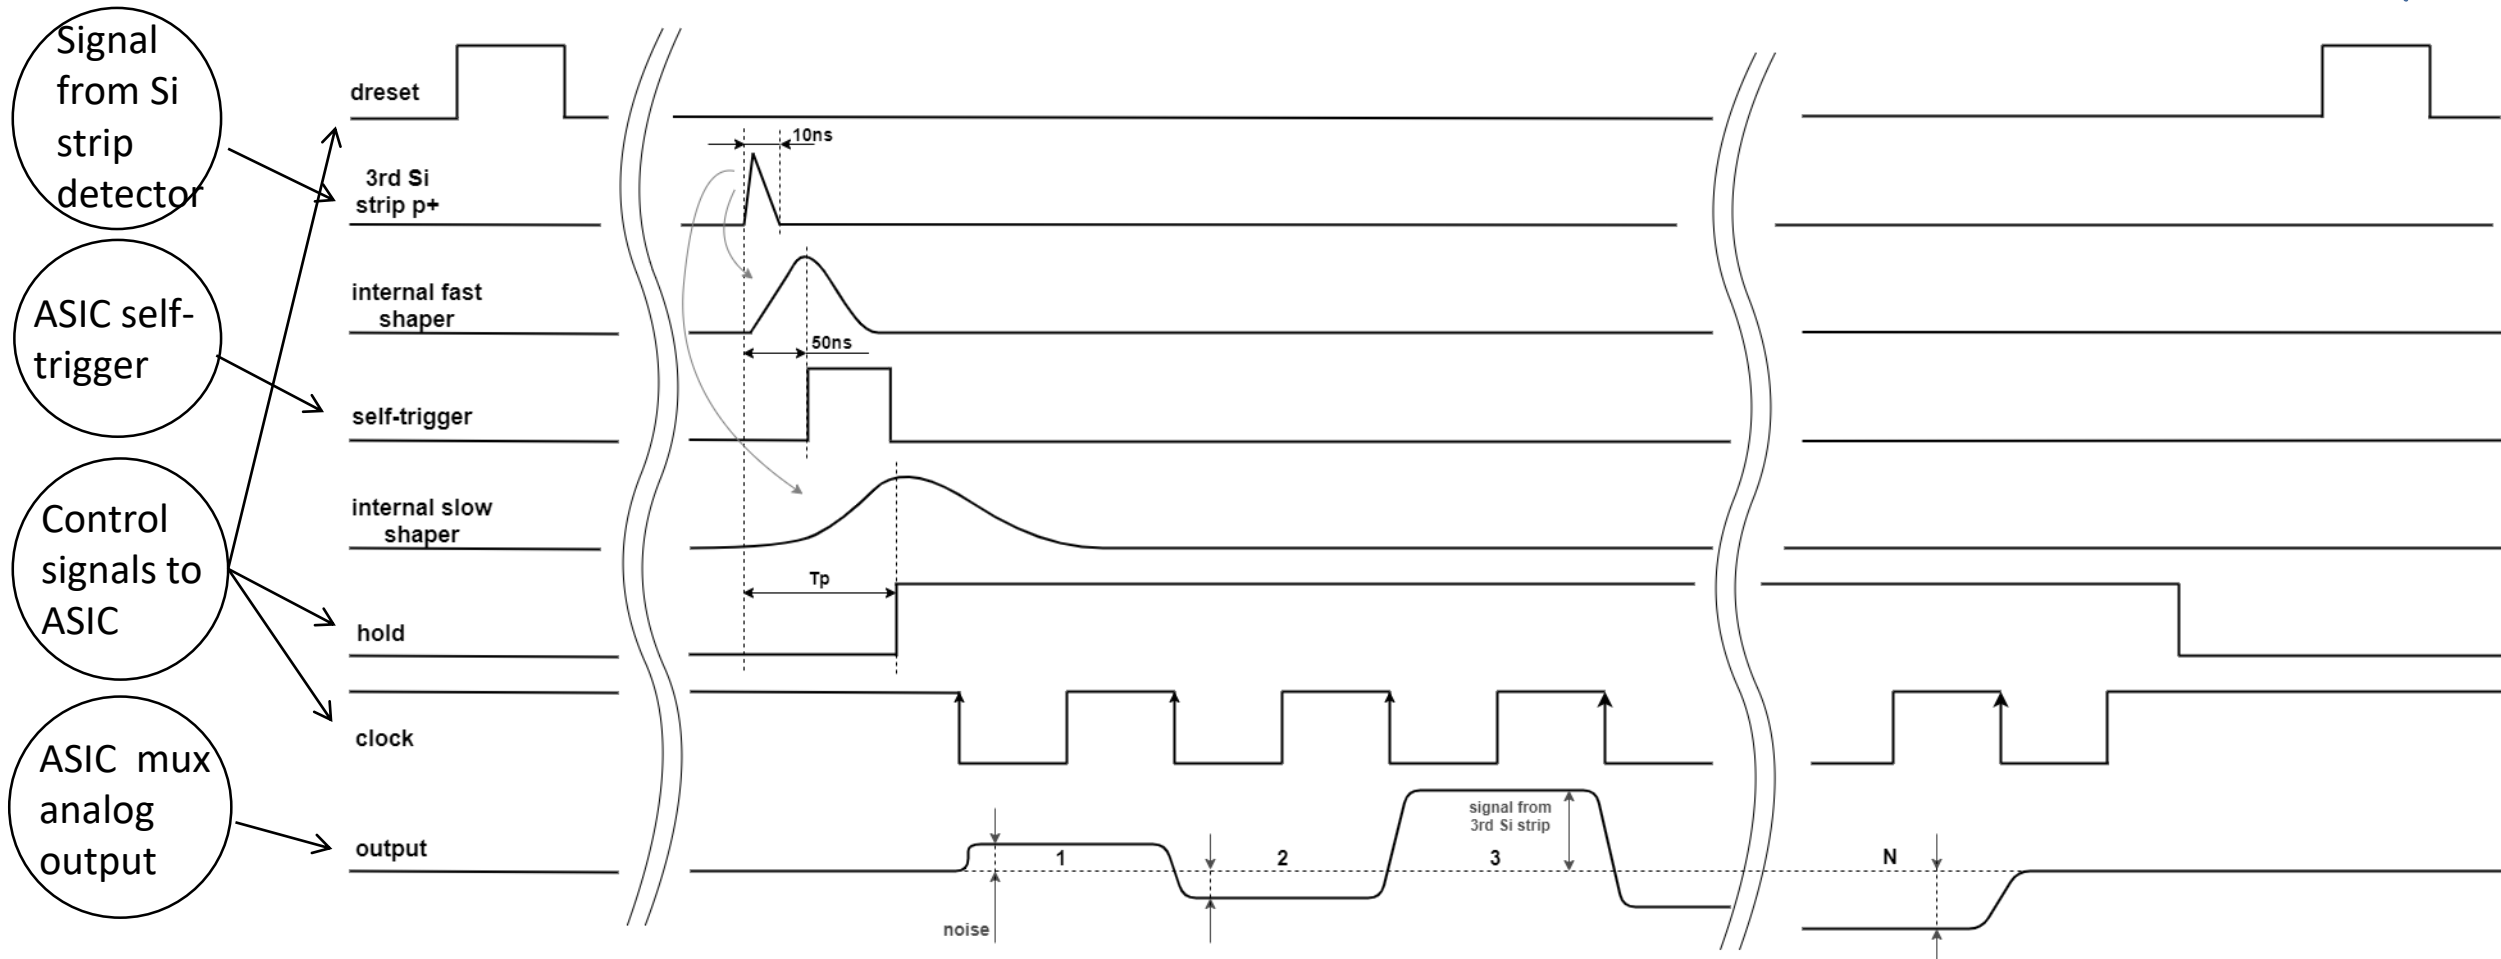 Signal
from Si
strip
detector
ASIC self-
trigger
Control
signals to
ASIC
ASIC mux
analog
output
dreset
10ns
3rd Si
strip p+
internal fast
shaper
50ns
self-trigger
internal slow
shaper
Tp
hold
clock
signal from
3rd Si strip
output
1
2
3
N
noise